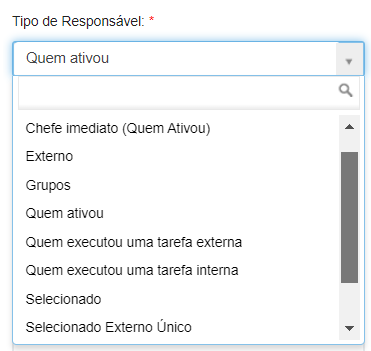 Tipo de Responsável: *
Quem ativou
Chefe imediato (Quem Ativou)
Externo
Grupos
Quem ativou
Quem executou uma tarefa externa
Quem executou uma tarefa interna
Selecionado
Selecionado Externo Único